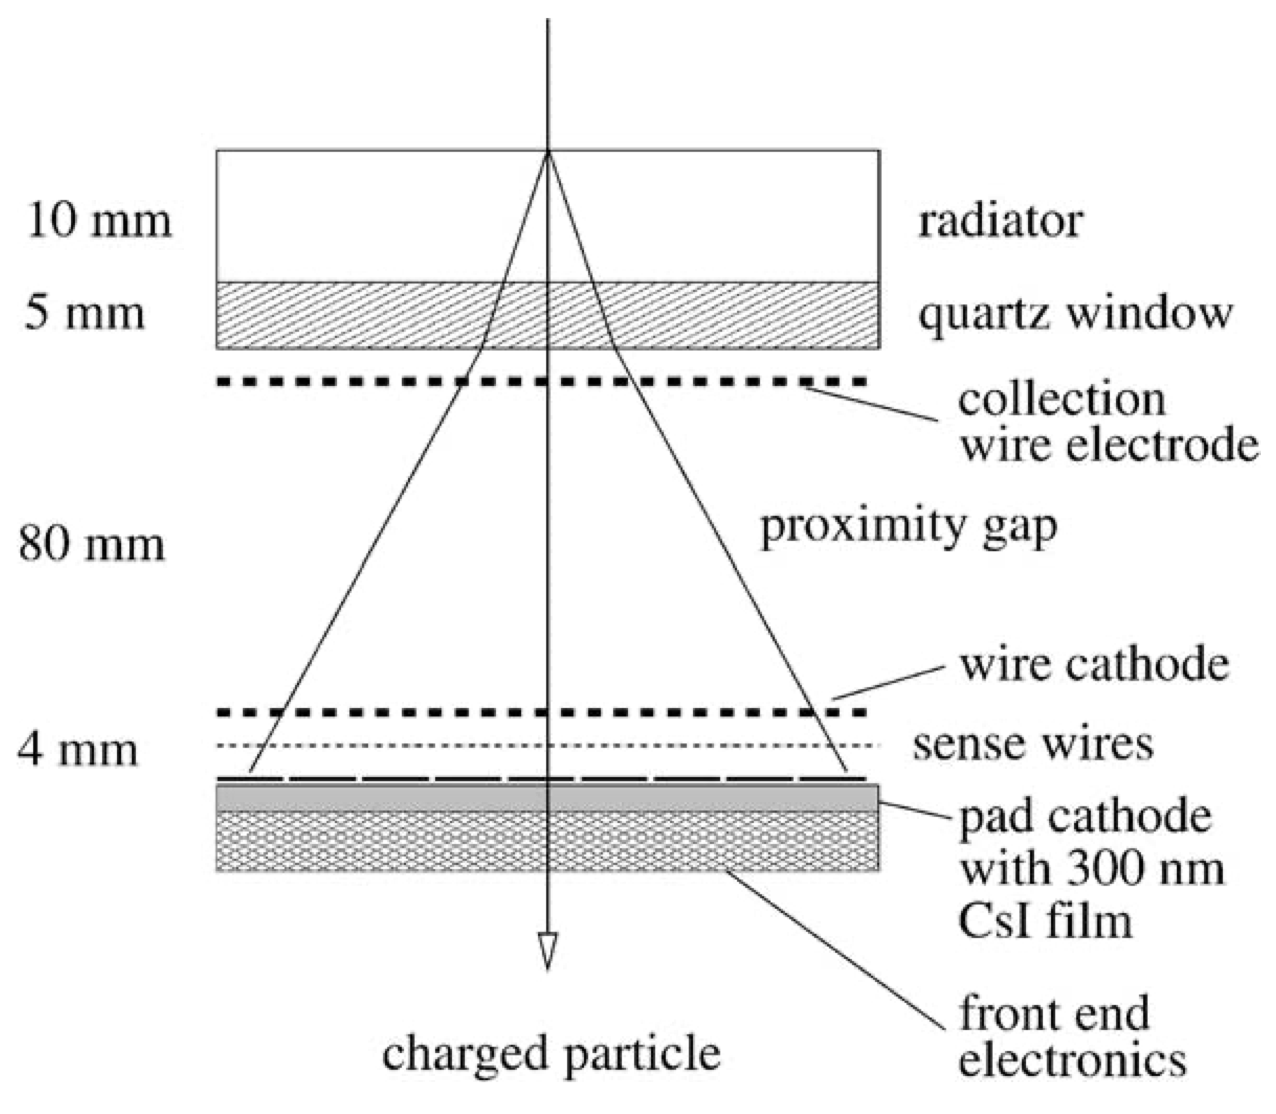 10 mm
radiator
5 mm
quartz window
collection
wire electrode
proximity gap
80 mm
wire cathode
4 mm
sense wires
pad cathode
with 300 nm
CsI film
front end
electronics
charged particle